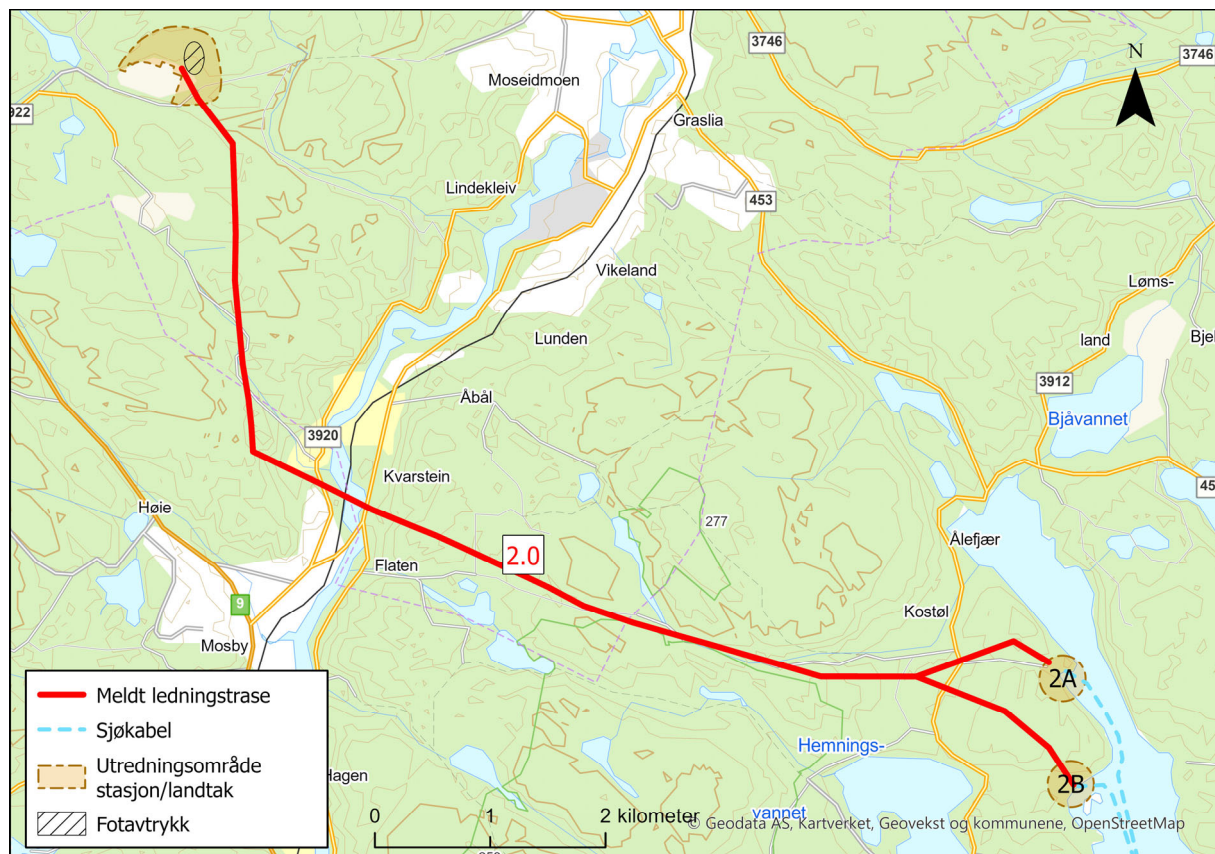 3746
3746
N
Moseidmoen
922
Graslia
Lindekleiv
453
Vikeland
Løms-
Lunden
land
Bjel
3912
Åbål
Bjåvannet
3920
Kvarstein
45
Høie
277
Ålefjær
2.0
Flaten
9
Kostøl
Mosby
2A
Meldt ledningstrase
Sjøkabel
Hemnings-
Utredningsområde
stasjon/landtak
Hagen
2B
0 1 2 kilometer
vannet
Fotavtrykk
© Geodata AS, Kartverket, Geovekst og kommunene, OpenStreetMap